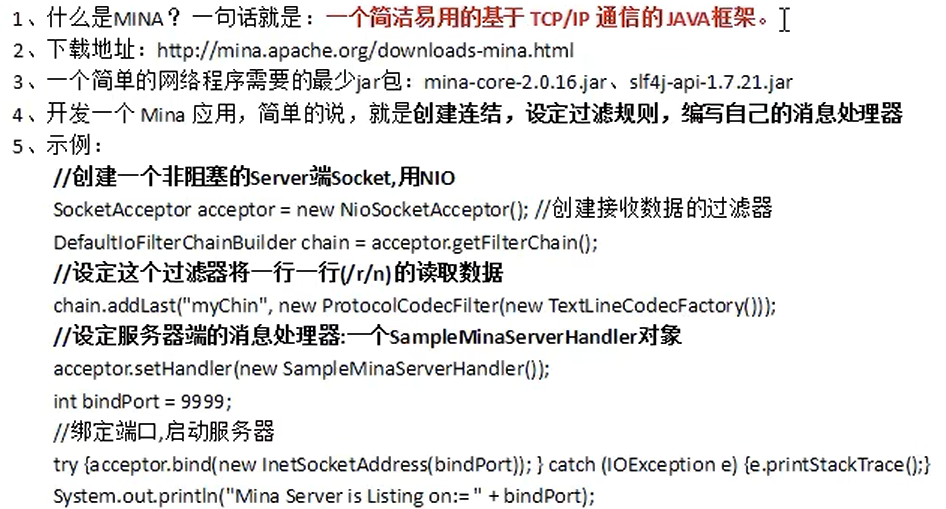 1、什么是MINA？ 一句话就是：一个简洁易用的基于 TCP/IP 通信的 JAVA框架。
2、下载地址：http://mina.apache.org/downloads-mina.html
3、一个简单的网络程序需要的最少jar包：mina-core-2.0.16.jar、slf4j-api-1.7.21.jar
4、开发一个 Mina 应用，简单的说，就是创建连结，设定过滤规则，编写自己的消息处理器
5、示例：
//创建一个非阻塞的Server端Socket,用NIO
SocketAcceptor acceptor = new NioSocketAcceptor(); //创建接收数据的过滤器
DefaultIoFilterChainBuilder chain = acceptor.getFilterChain();
//设定这个过滤器将一行一行(/r/n)的读取数据
chain.addLast("myChin", new ProtocolCodecFilter(new TextLineCodecFactory()));
//设定服务器端的消息处理器:一个SampleMinaServerHandler对象
acceptor.setHandler(new SampleMinaServerHandler());
int bindPort = 9999;
//绑定端口,启动服务器
try {acceptor.bind(new InetSocketAddress(bindPort)); } catch (IOException e) {e.printStackTrace();}
System.out.println("Mina Server is Listing on:= " + bindPort);